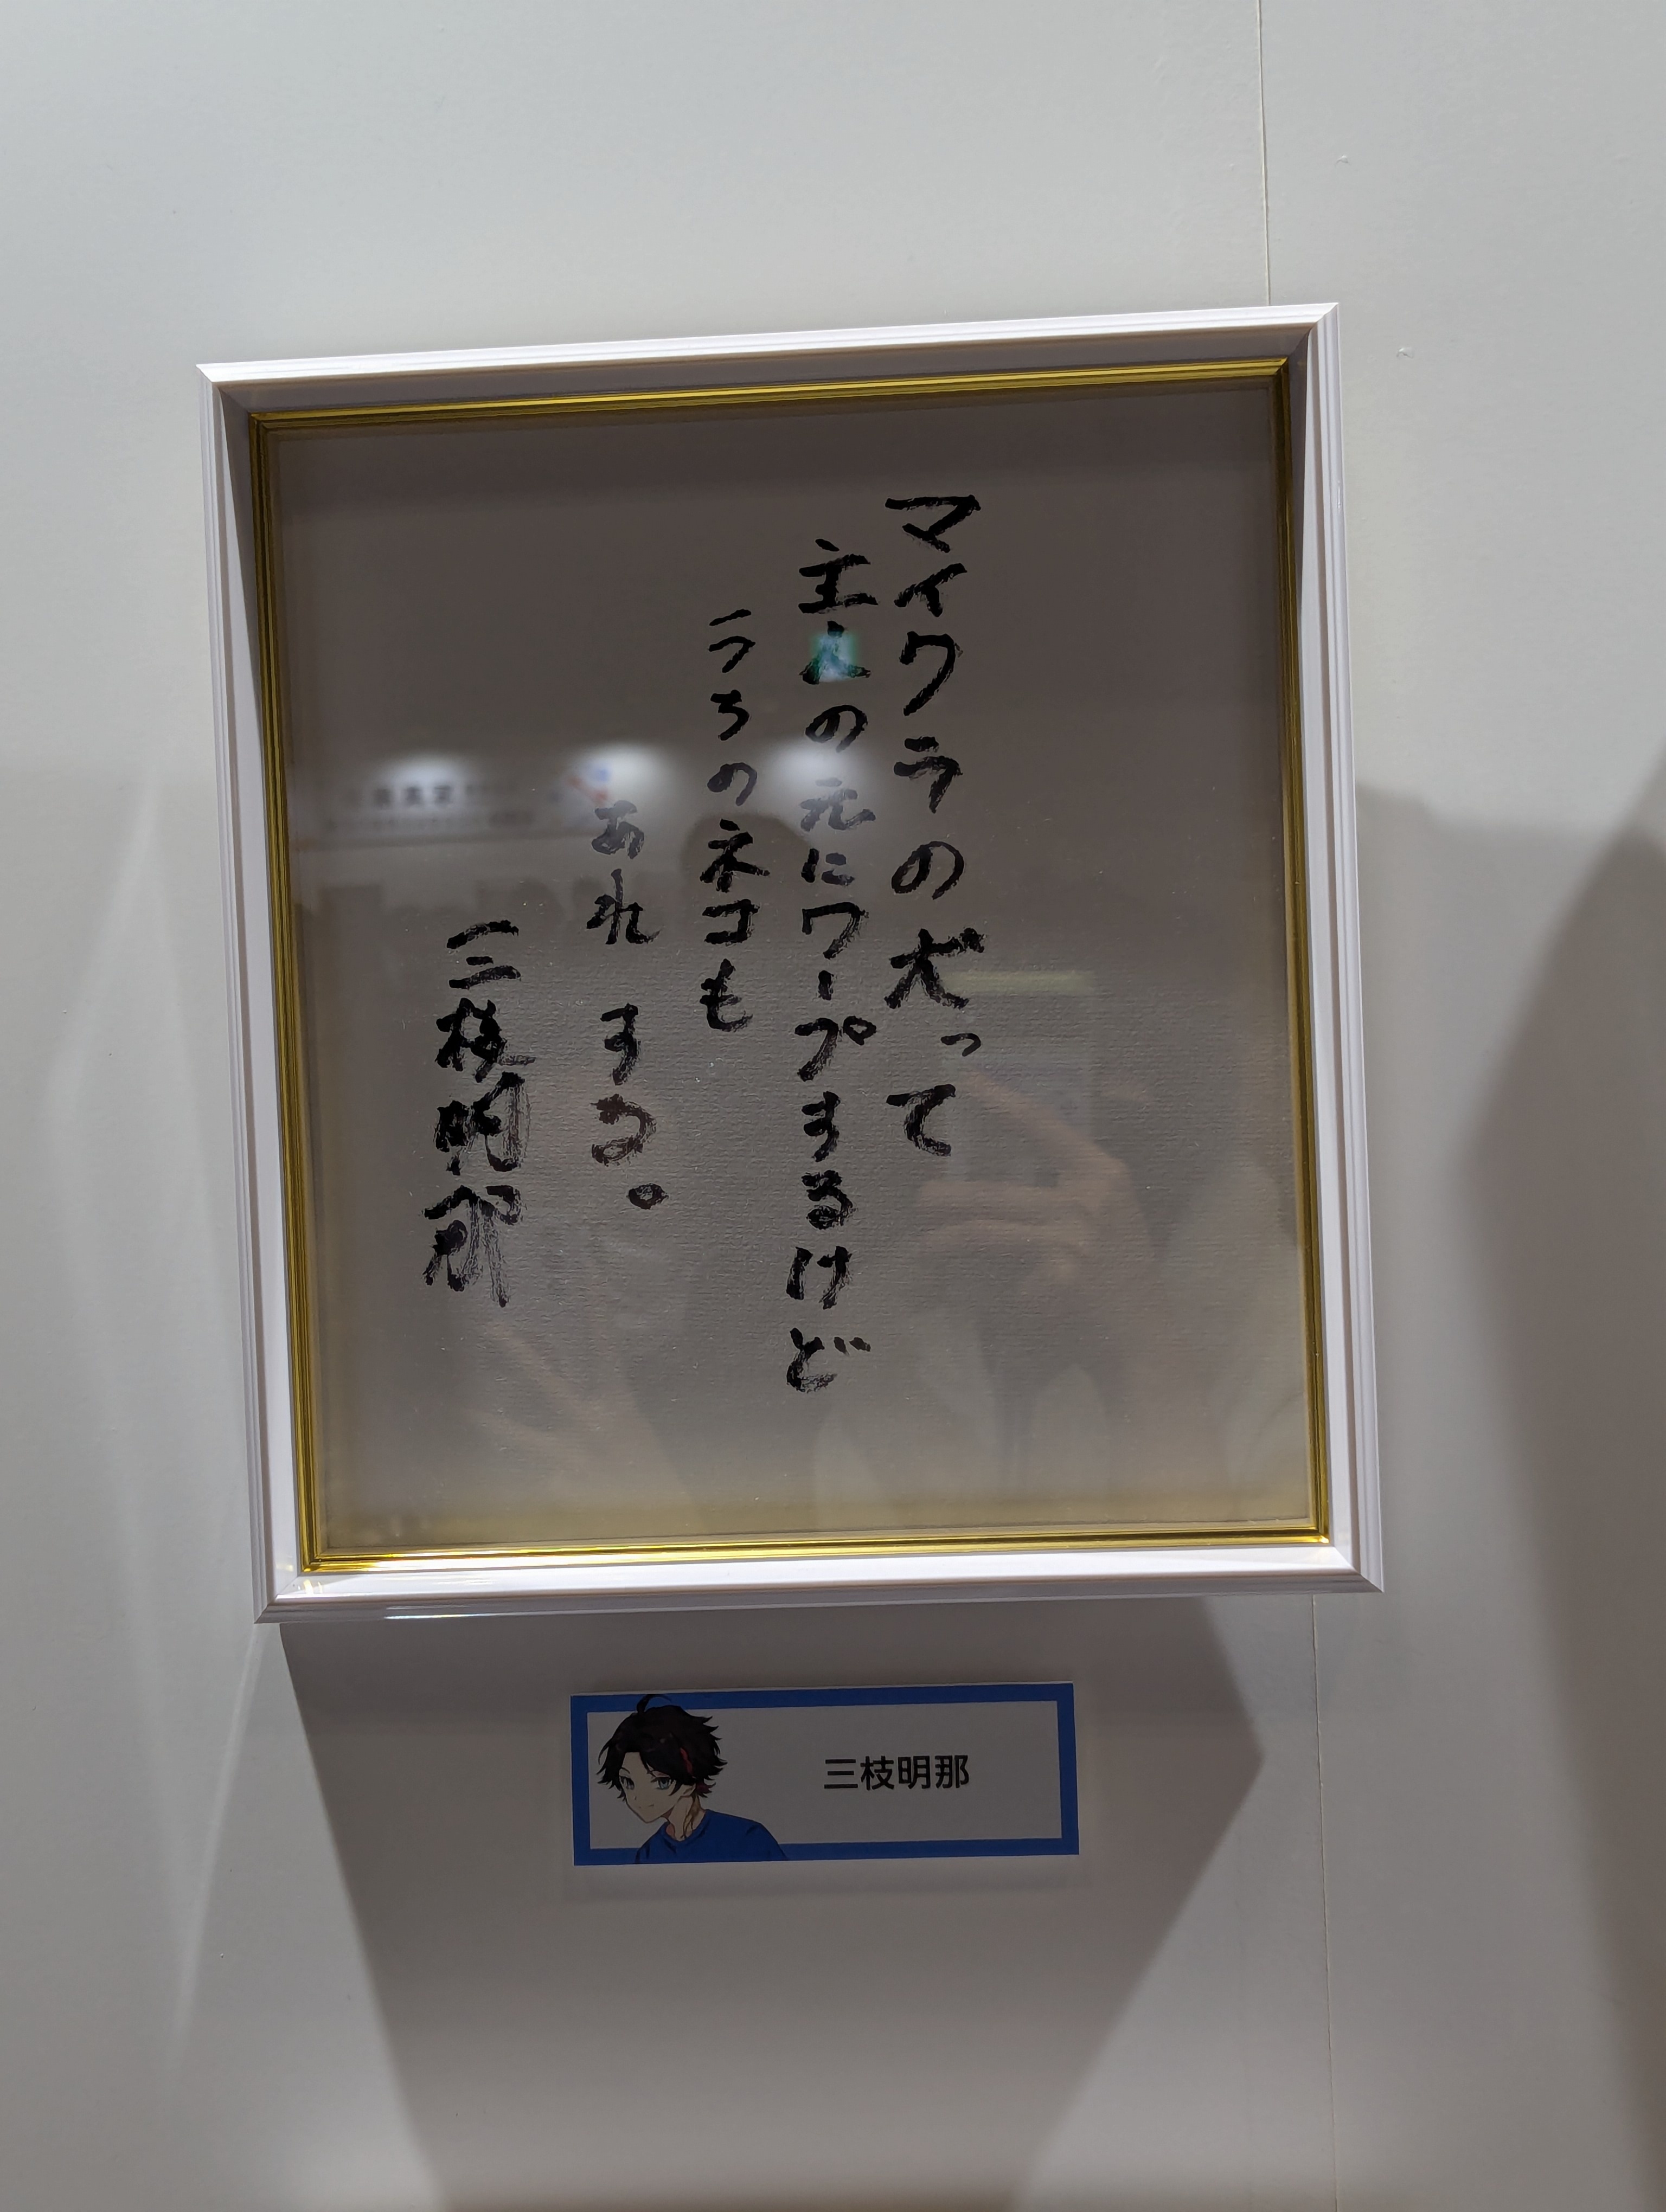 マイクラの犬って
主人の元にワープするけど
うちのネコも
あれ する。
三枝明那
三枝明那